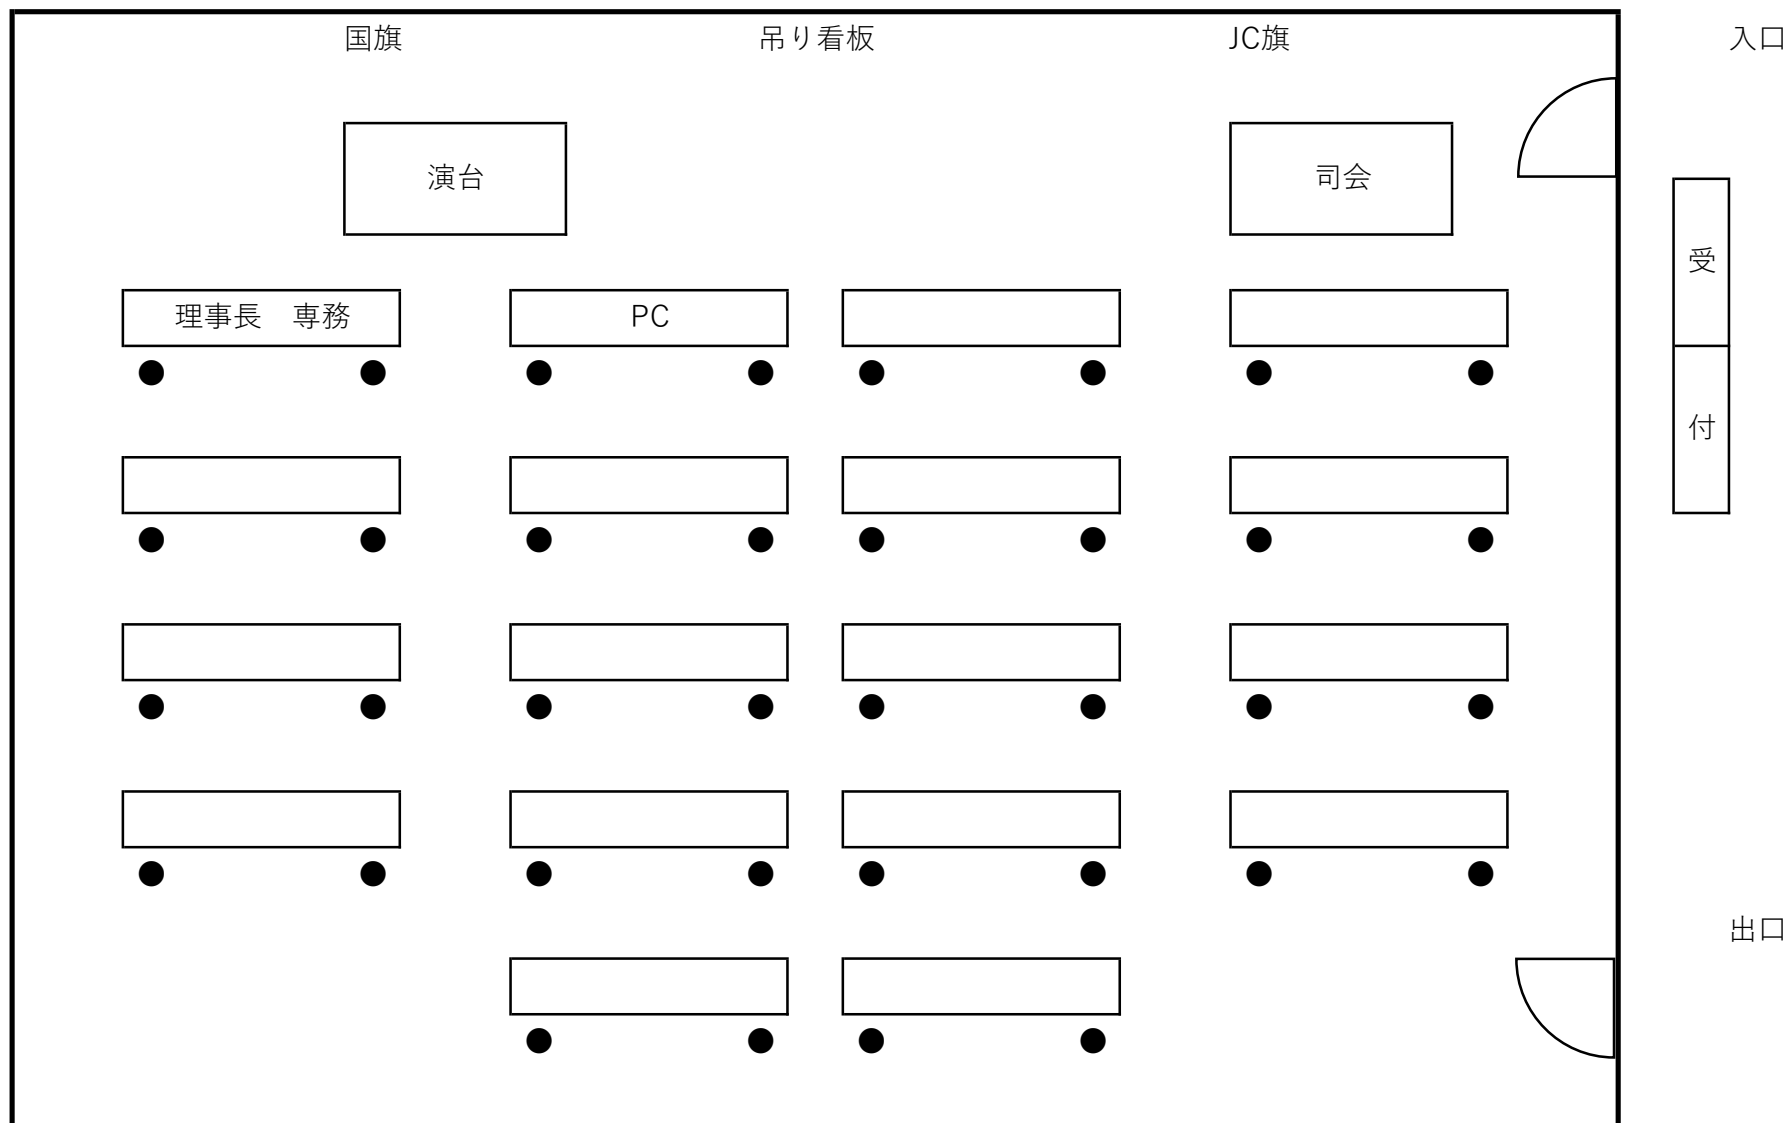 国旗
吊り看板
JC旗
入口
演台
司会
理事長　専務
PC
受
付
出口